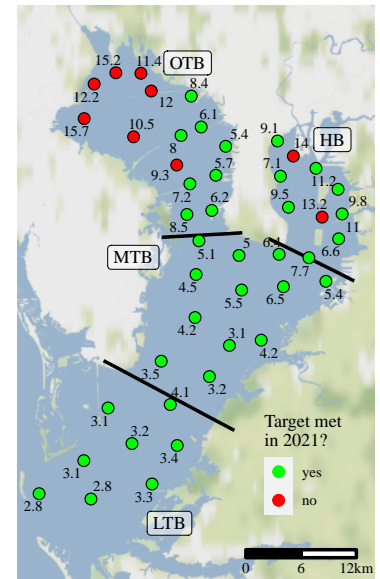 15.2 11.4
OTB
12.2 12 8.4
15.7 10.5 6.1
8 5.4 9.1 HB
14
9.3 5.7 7.1 11.2
7.2 9.5 13.2 9.8
8.5 6.2 11
MTB 5.1 5 6.4 6.6
7.7
4.5 5.5 6.5 5.4
4.2
3.1 4.2
3.5 3.2
4.1
3.1
3.2 3.4
3.1
2.8 2.8 3.3
LTB
Target met
in 2021?
yes
no
0 6 12km